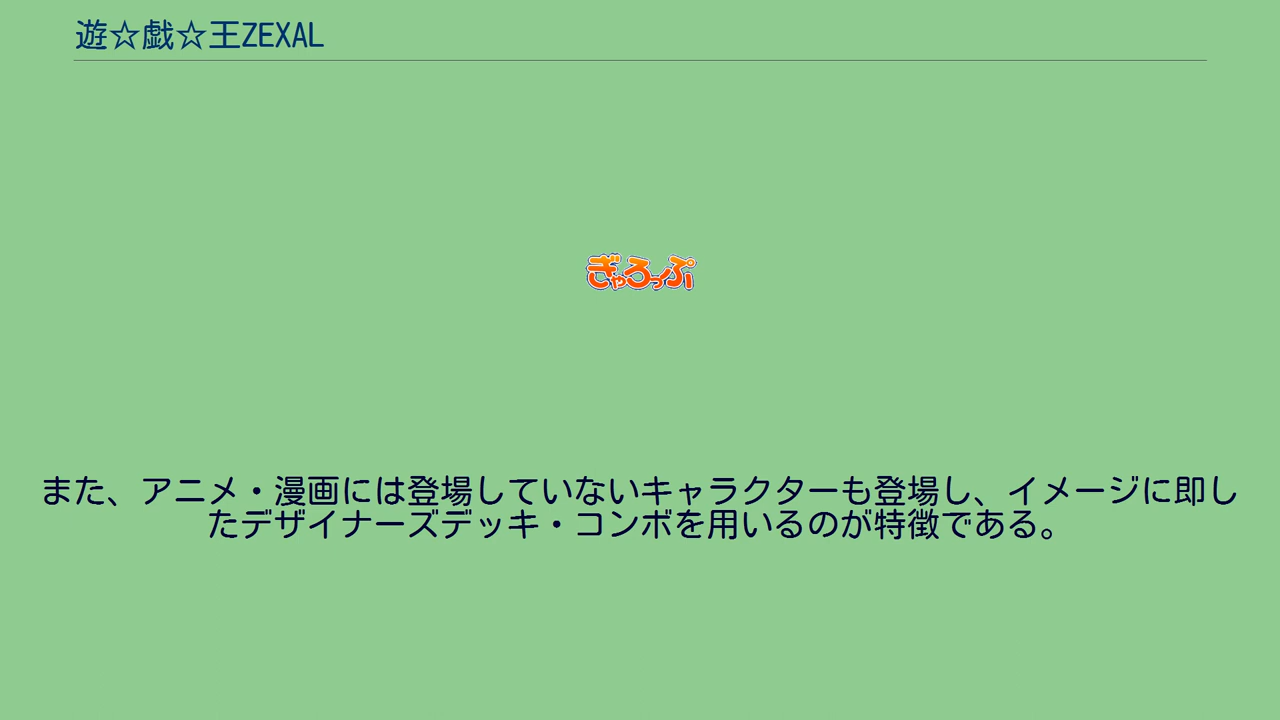 遊☆戯☆王ZEXAL
ぎゃろっぷ
また、アニメ・漫画には登場していないキャラクターも登場し、イメージに即し
たデザイナーズデッキ・コンボを用いるのが特徴である。